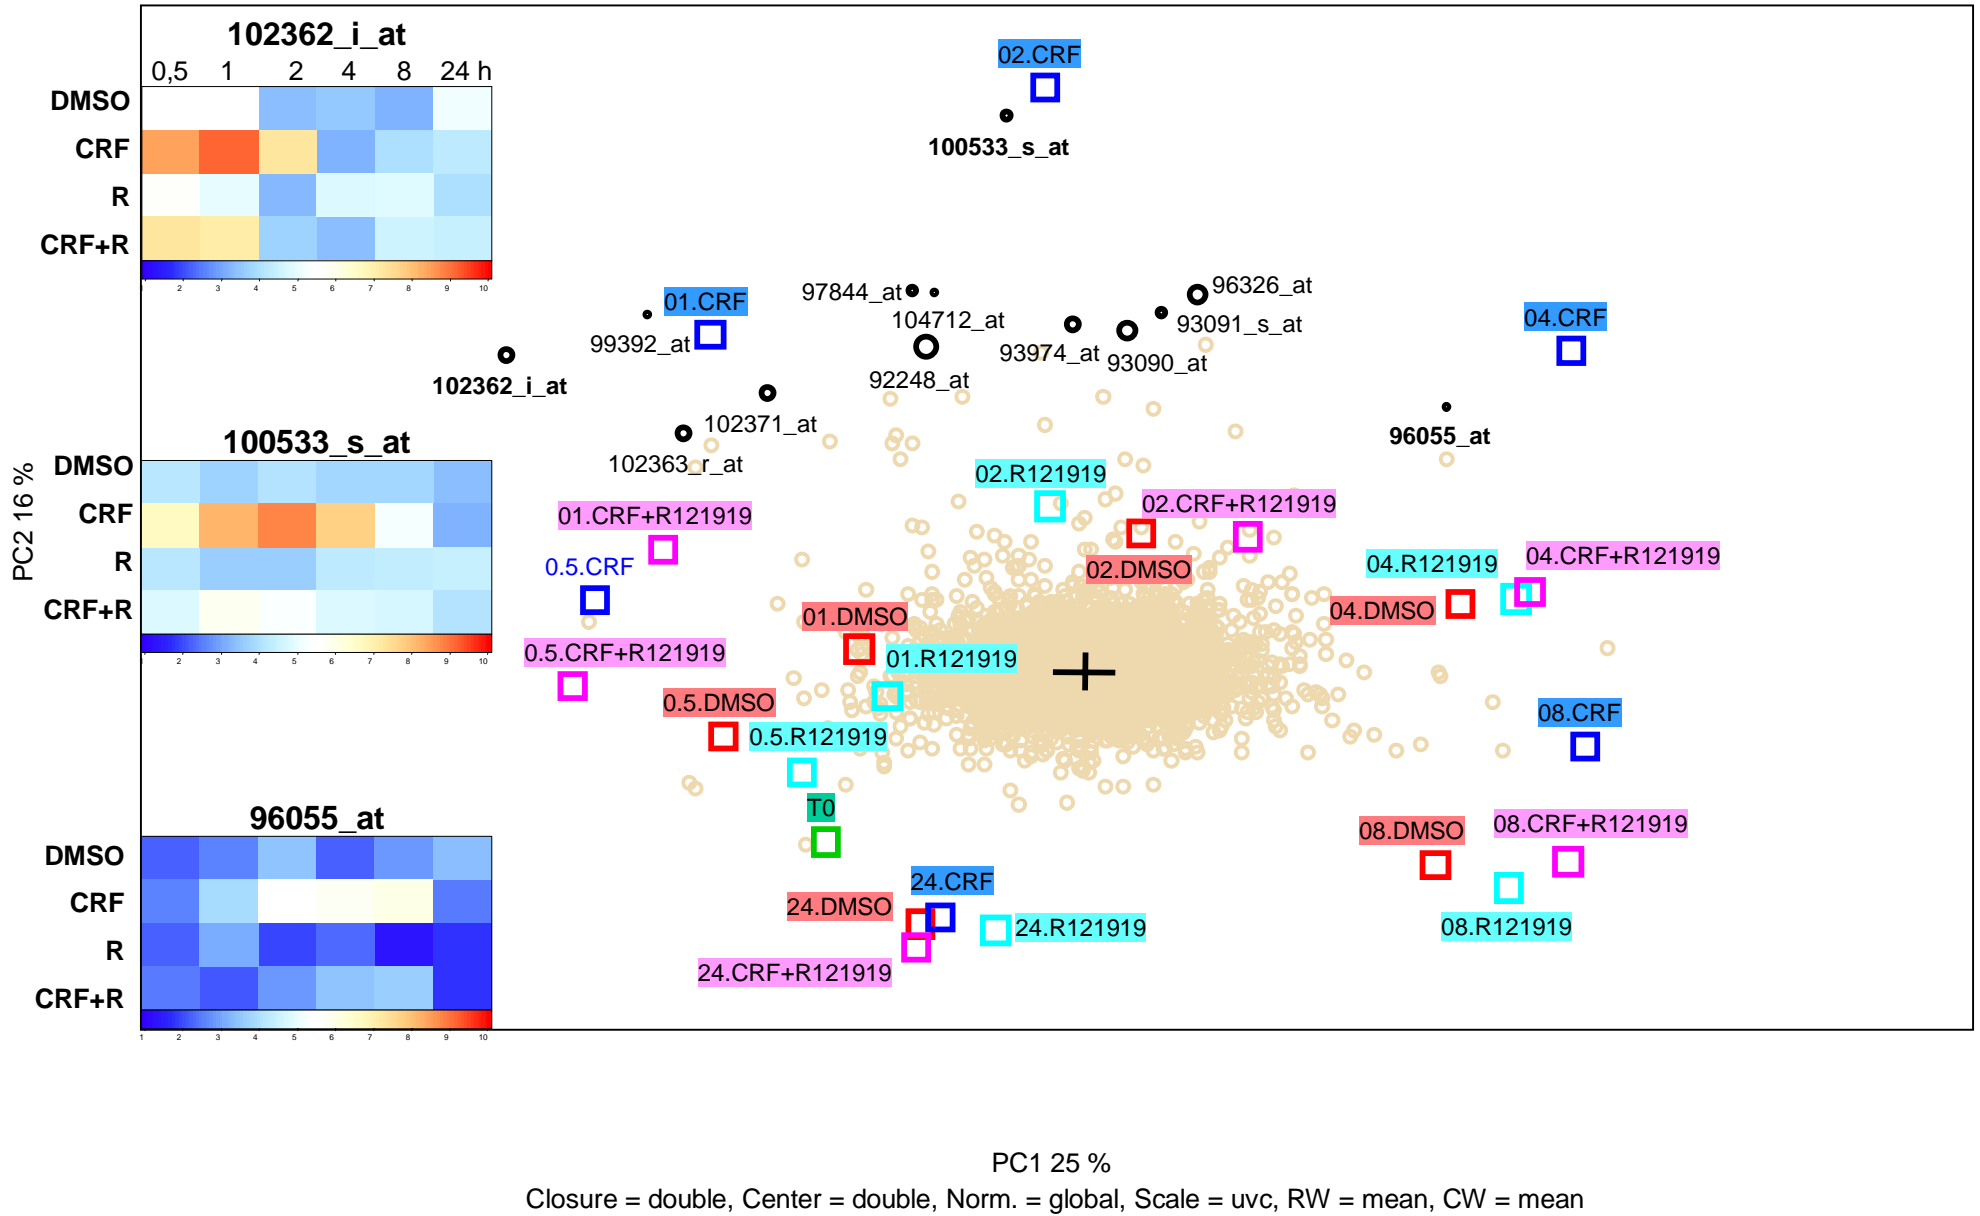 102362_i_at
0,5 1 2 4 8 24 h
DMSO
CRF
R
CRF+R
2 3 4 5 6 7 8 9 10
100533_s_at
DMSO
CRF
R
CRF+R
1 2 3 4 5 6 7 8 9 10
96055_at
DMSO
CRF
R
CRF+R
1 2 3 4 5 6 7 8 9 10
PC2 16 %
02.CRF
100533_s_at
97844_at
104712_at
96326_at
93091_s_at
01.CRF
99392_at
93974_at
93090_at
04.CRF
102362_i_at
92248_at
102371_at
96055_at
102363_r_at
02.R121919
01.CRF+R121919
02.CRF+R121919
0.5.CRF
02.DMSO
04.R121919
04.CRF+R121919
04.DMSO
01.DMSO
0.5.CRF+R121919
01.R121919
0.5.DMSO
0.5.R121919
08.CRF
T0
08.DMSO
08.CRF+R121919
24.CRF
24.DMSO
24.R121919
08.R121919
24.CRF+R121919
PC1 25 %
Closure = double, Center = double, Norm. = global, Scale = uvc, RW = mean, CW = mean